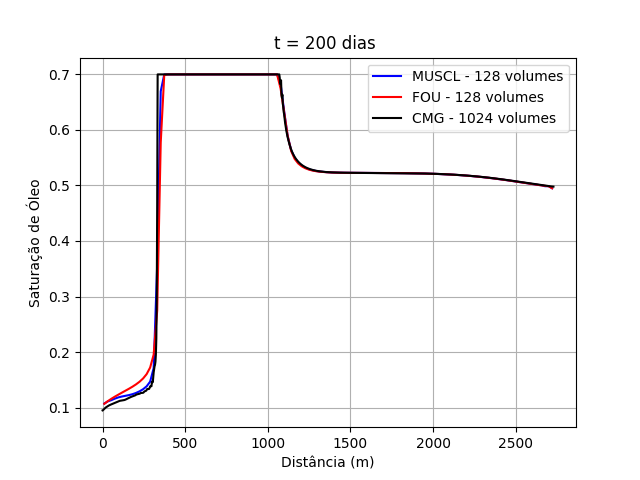 t = 200 dias
MUSCL - 128 volumes
FOU - 128 volumes
CMG - 1024 volumes
Saturação de Óleo
0.7
0.6
0.5
0.4
0.3
0.2
0.1
0 500 1000 1500 2000 2500
Distância (m)